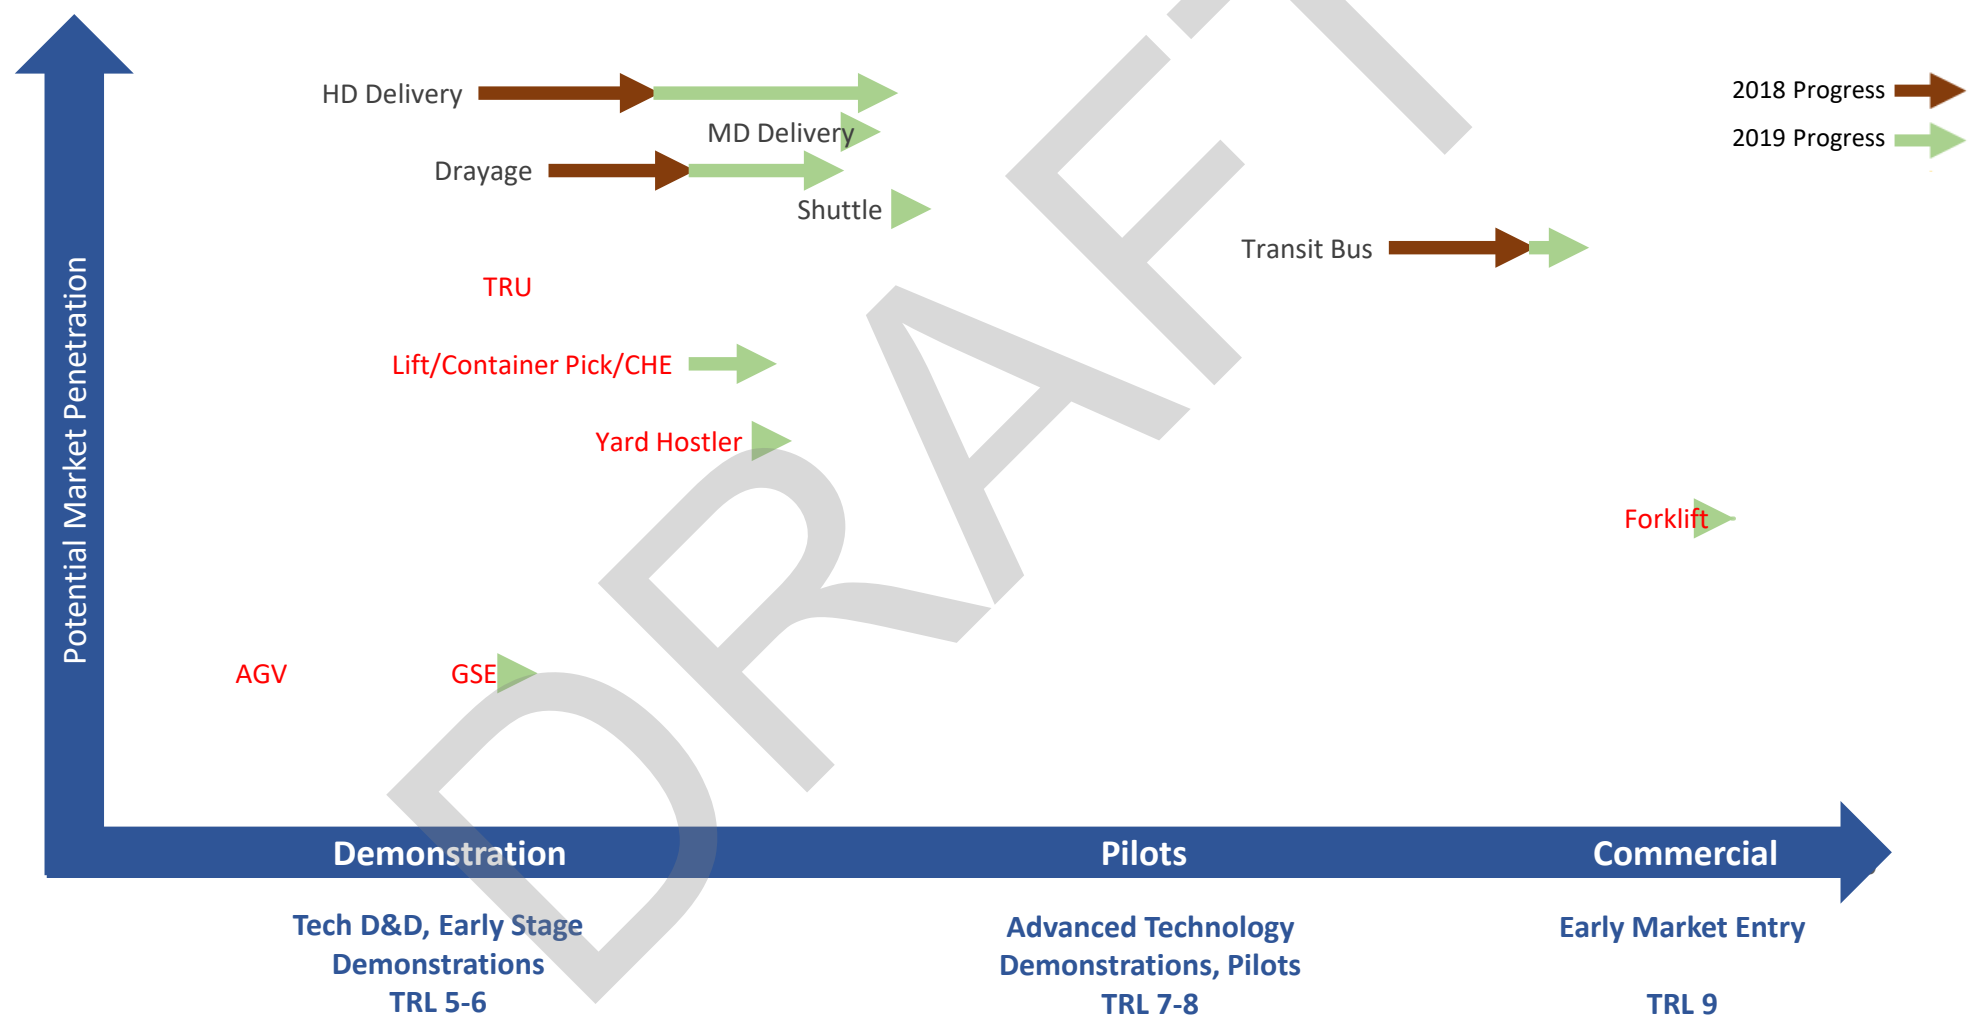 HD Delivery
2018 Progress
MD Delivery
2019 Progress
Drayage
Shuttle
Transit Bus
TRU
Lift/Container Pick/CHE
Yard Hostler
Forklift
AGV
GSE
Potential Market Penetration
DRAFT
Demonstration
Pilots
Commercial
Tech D&D, Early Stage
Demonstrations
TRL 5-6
Advanced Technology
Demonstrations, Pilots
TRL 7-8
Early Market Entry
TRL 9